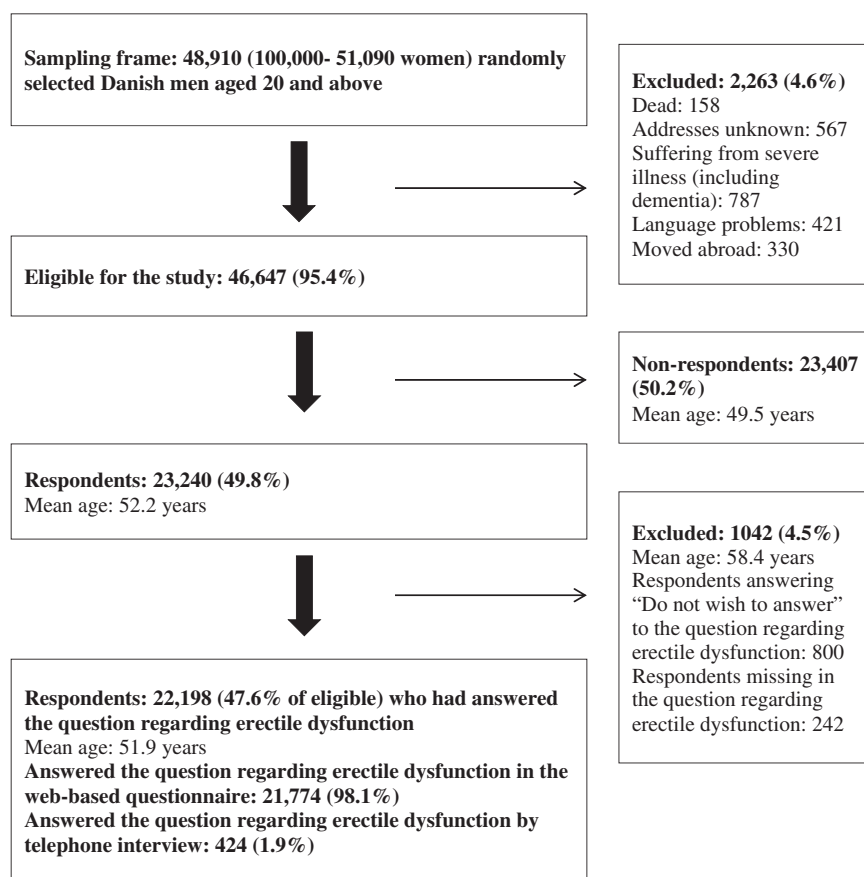 Sampling frame: 48,910 (100,000- 51,090 women) randomly
selected Danish men aged 20 and above
Excluded: 2,263 (4.6%)
Dead: 158
Addresses unknown: 567
Suffering from severe
illness (including
dementia): 787
Language problems: 421
Moved abroad: 330
Eligible for the study: 46,647 (95.4%)
Non-respondents: 23,407
(50.2%)
Mean age: 49.5 years
Respondents: 23,240 (49.8%)
Mean age: 52.2 years
Excluded: 1042 (4.5%)
Mean age: 58.4 years
Respondents answering
“Do not wish to answer”
to the question regarding
erectile dysfunction: 800
Respondents missing in
the question regarding
erectile dysfunction: 242
Respondents: 22,198 (47.6% of eligible) who had answered
the question regarding erectile dysfunction
Mean age: 51.9 years
Answered the question regarding erectile dysfunction in the
web-based questionnaire: 21,774 (98.1%)
Answered the question regarding erectile dysfunction by
telephone interview: 424 (1.9%)